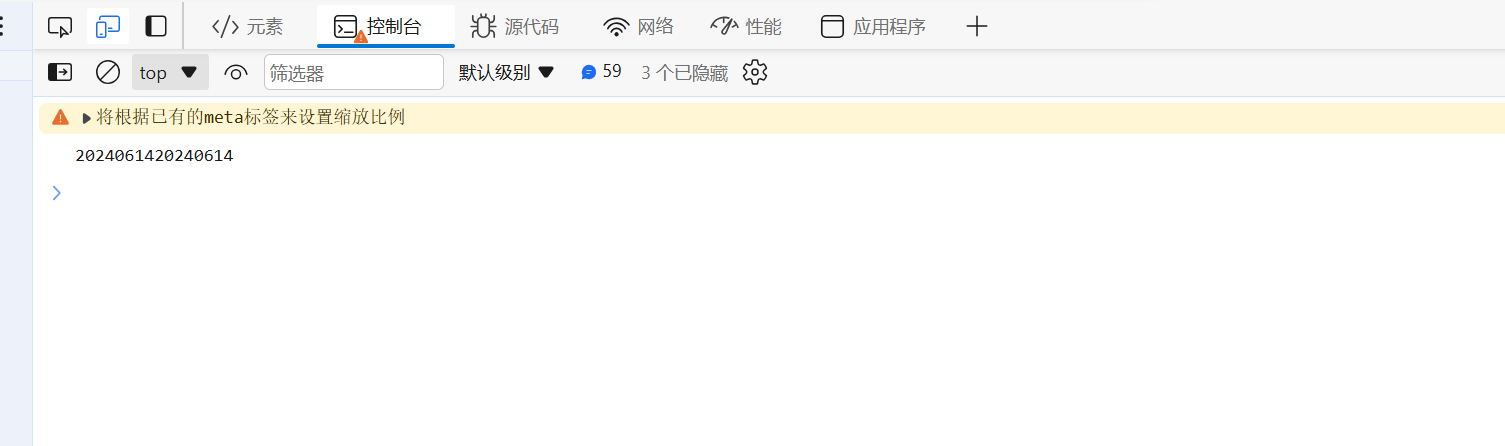 元素 控制台 源代码 网络 性能 应用程序
top 筛选器 默认级别 59 3 个已隐藏
将根据已有的meta标签来设置缩放比例
2024061420240614